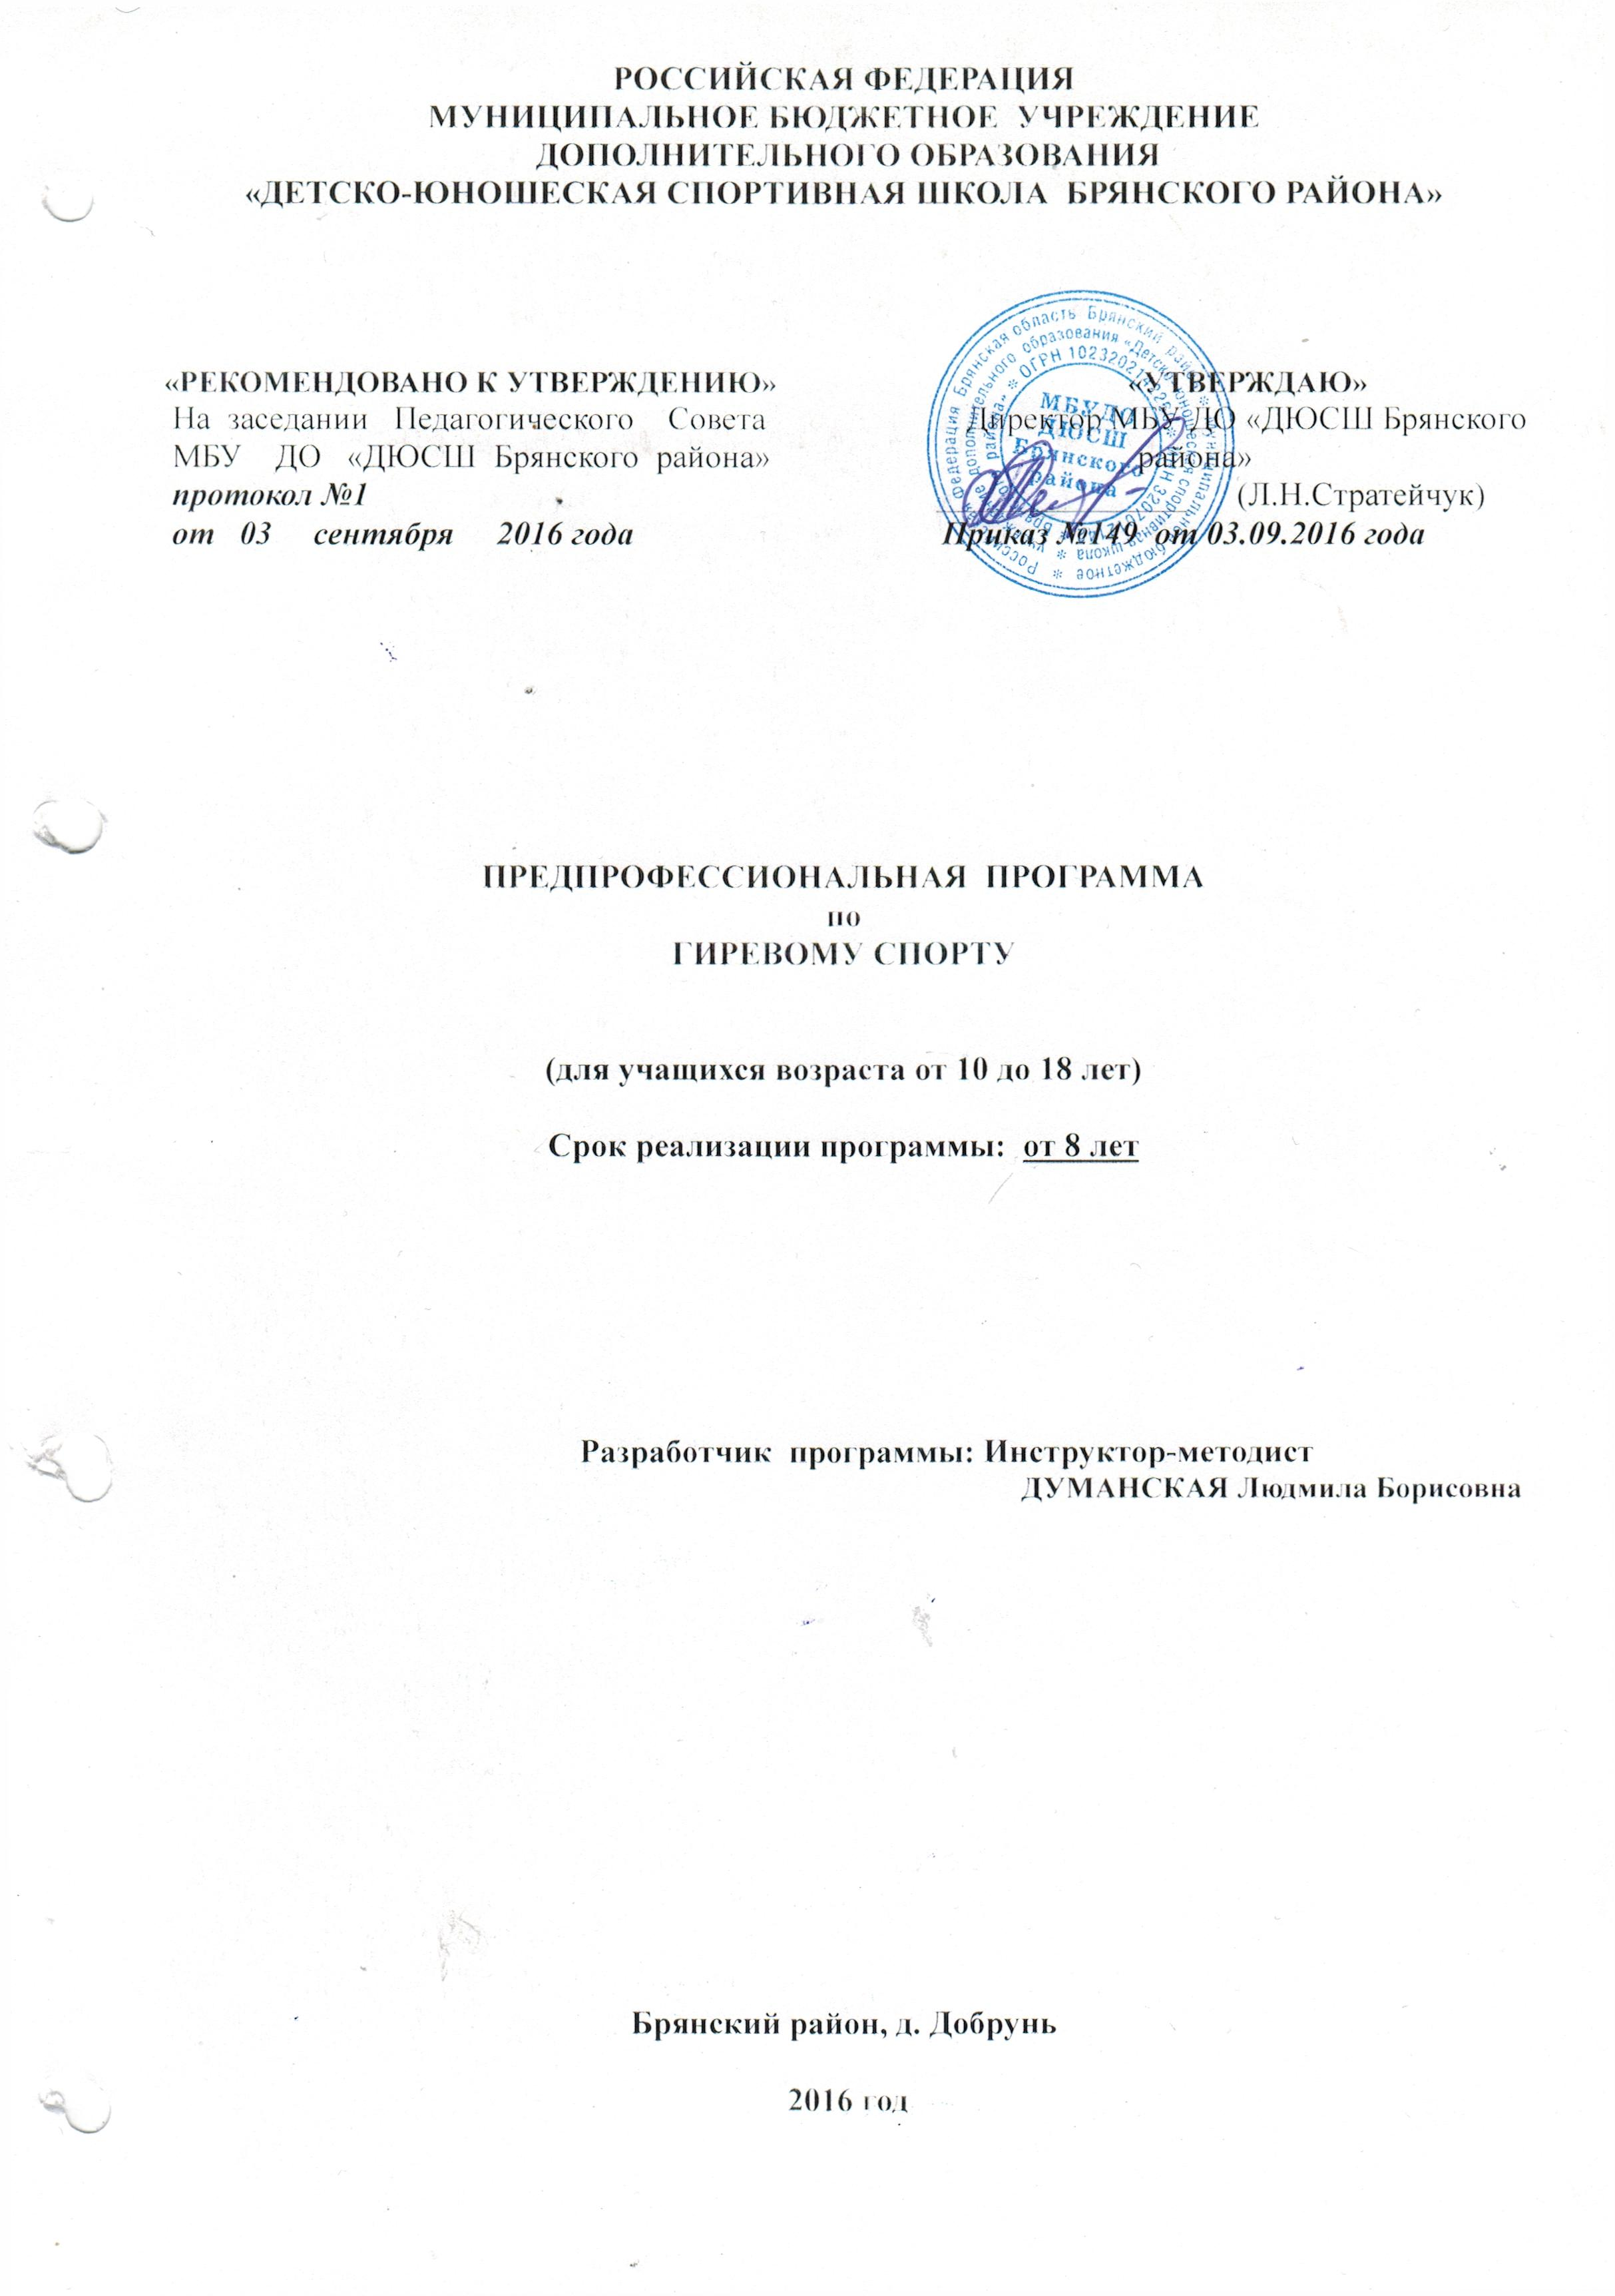 РОССИЙСКАЯ ФЕДЕРАЦИЯ
МУНИЦИПАЛЬНОЕ БЮДЖЕТНОЕ УЧРЕЖДЕНИЕ
ДОПОЛНИТЕЛЬНОГО ОБРАЗОВАНИЯ
«ДЕТСКО-ЮНОШЕСКАЯ СПОРТИВНАЯ ШКОЛА БРЯНСКОГО РАЙОНА»
«РЕКОМЕНДОВАНО К УТВЕРЖДЕНИЮ»
На заседании Педагогического Совета
МБУ ДО «ДЮСШ Брянского района»
протокол №1
от 03 сентября 2016 года
«УТВЕРЖДАЮ»
Директор МБУ ДО «ДЮСШ Брянского
района»
(Л.Н.Стратейчук)
Приказ №149 от 03.09.2016 года
МБУДО
ДЮСШ
Брянского
района
ПРЕДПРОФЕССИОНАЛЬНАЯ ПРОГРАММА
по
ГИРЕВОМУ СПОРТУ
(для учащихся возраста от 10 до 18 лет)
Срок реализации программы: от 8 лет
Разработчик программы: Инструктор-методист
ДУМАНСКАЯ Людмила Борисовна
Брянский район, д. Добрунь
2016 год